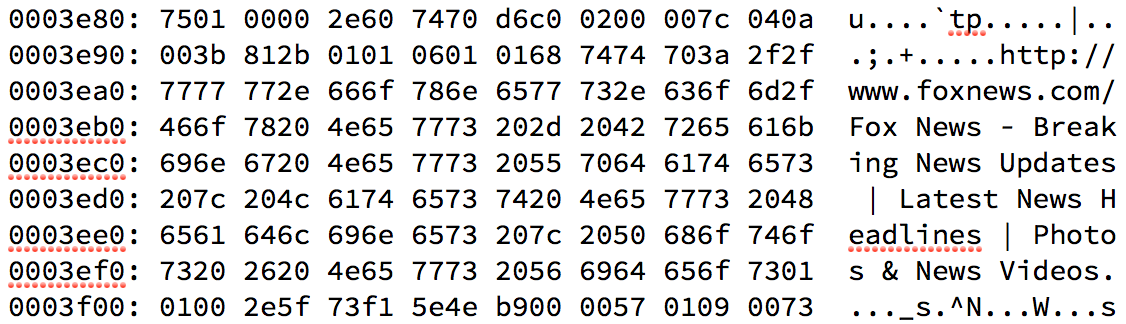 0003e80: 7501 0000 2e60 7470 d6c0 0200 007c 040a  u....`tp.....|..
0003e90: 003b 812b 0101 0601 0168 7474 703a 2f2f  .;.+.....http://
0003ea0: 7777 772e 666f 786e 6577 732e 636f 6d2f  www.foxnews.com/
0003eb0: 466f 7820 4e65 7773 202d 2042 7265 616b  Fox News - Break
0003ec0: 696e 6720 4e65 7773 2055 7064 6174 6573  ing News Updates
0003ed0: 207c 204c 6174 6573 7420 4e65 7773 2048   | Latest News H
0003ee0: 6561 646c 696e 6573 207c 2050 686f 746f  eadlines | Photo
0003ef0: 7320 2620 4e65 7773 2056 6964 656f 7301  s & News Videos.
0003f00: 0100 2e5f 73f1 5e4e b900 0057 0109 0073  ..._s.^N...W...s